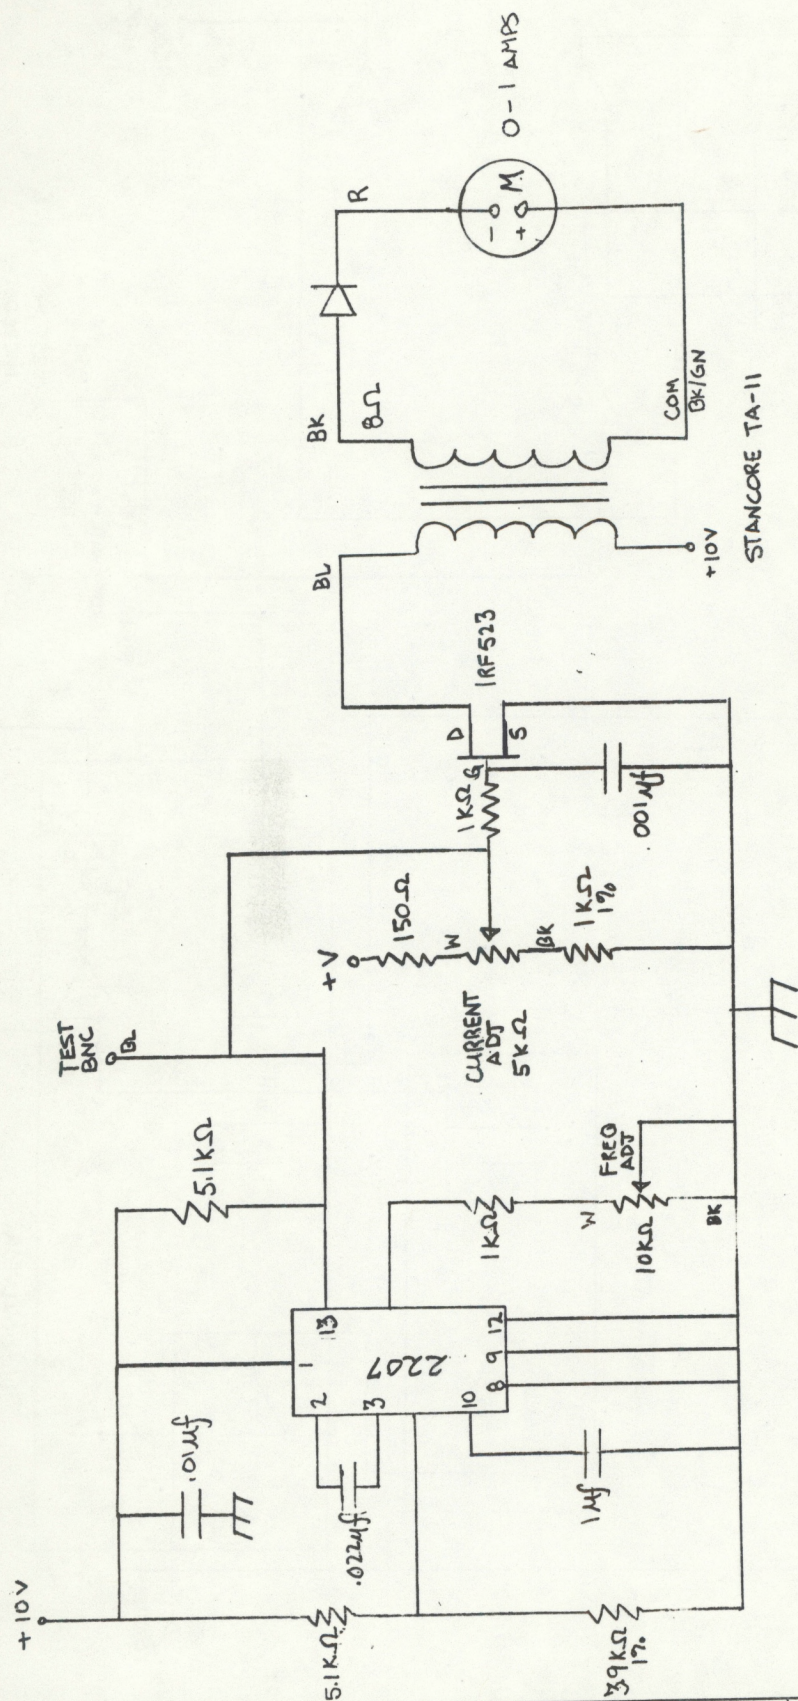 +10V
.01µf
5.1KΩ
TEST
BNC
BL
2
1
13
3
2207
10
8
9
12
.022µf
5.1KΩ
1µf
39KΩ
1%
1KΩ
W
10KΩ
FREQ
ADJ
BK
+V
150Ω
W
CURRENT
ADJ
5KΩ
BK
1KΩ
1%
1KΩ
G
D
S
IRF523
001µf
BL
+10V
BK
8Ω
COM
BK/GN
STANCORE TA-11
R
-
+
M
0-1 AMPS